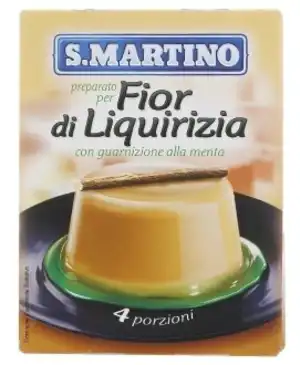 S.MARTINO
preparato
per Fior
di Liquirizia
con guarnizione alla menta
4 porzioni